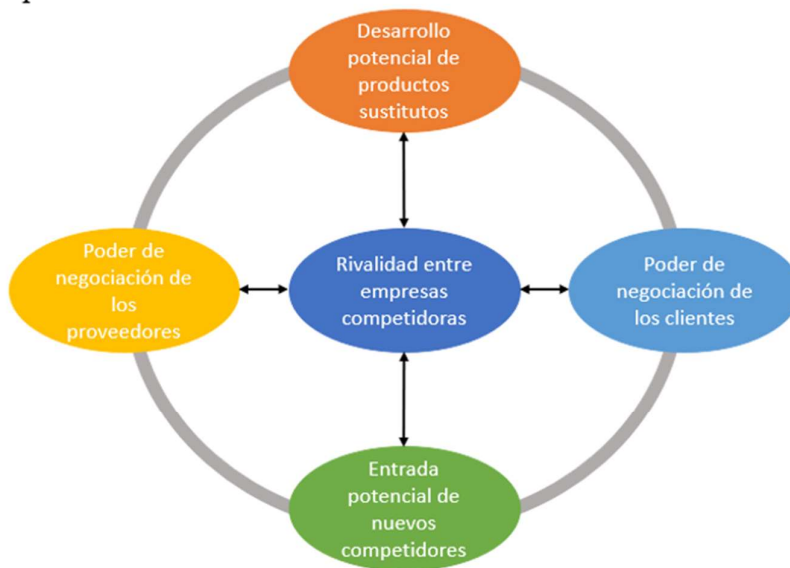 Desarrollo
potencial de
productos
sustitutos
Poder de
negociación de
los
proveedores
Rivalidad entre
empresas
competidoras
Poder de
negociación de
los clientes
Entrada
potencial de
nuevos
competidores